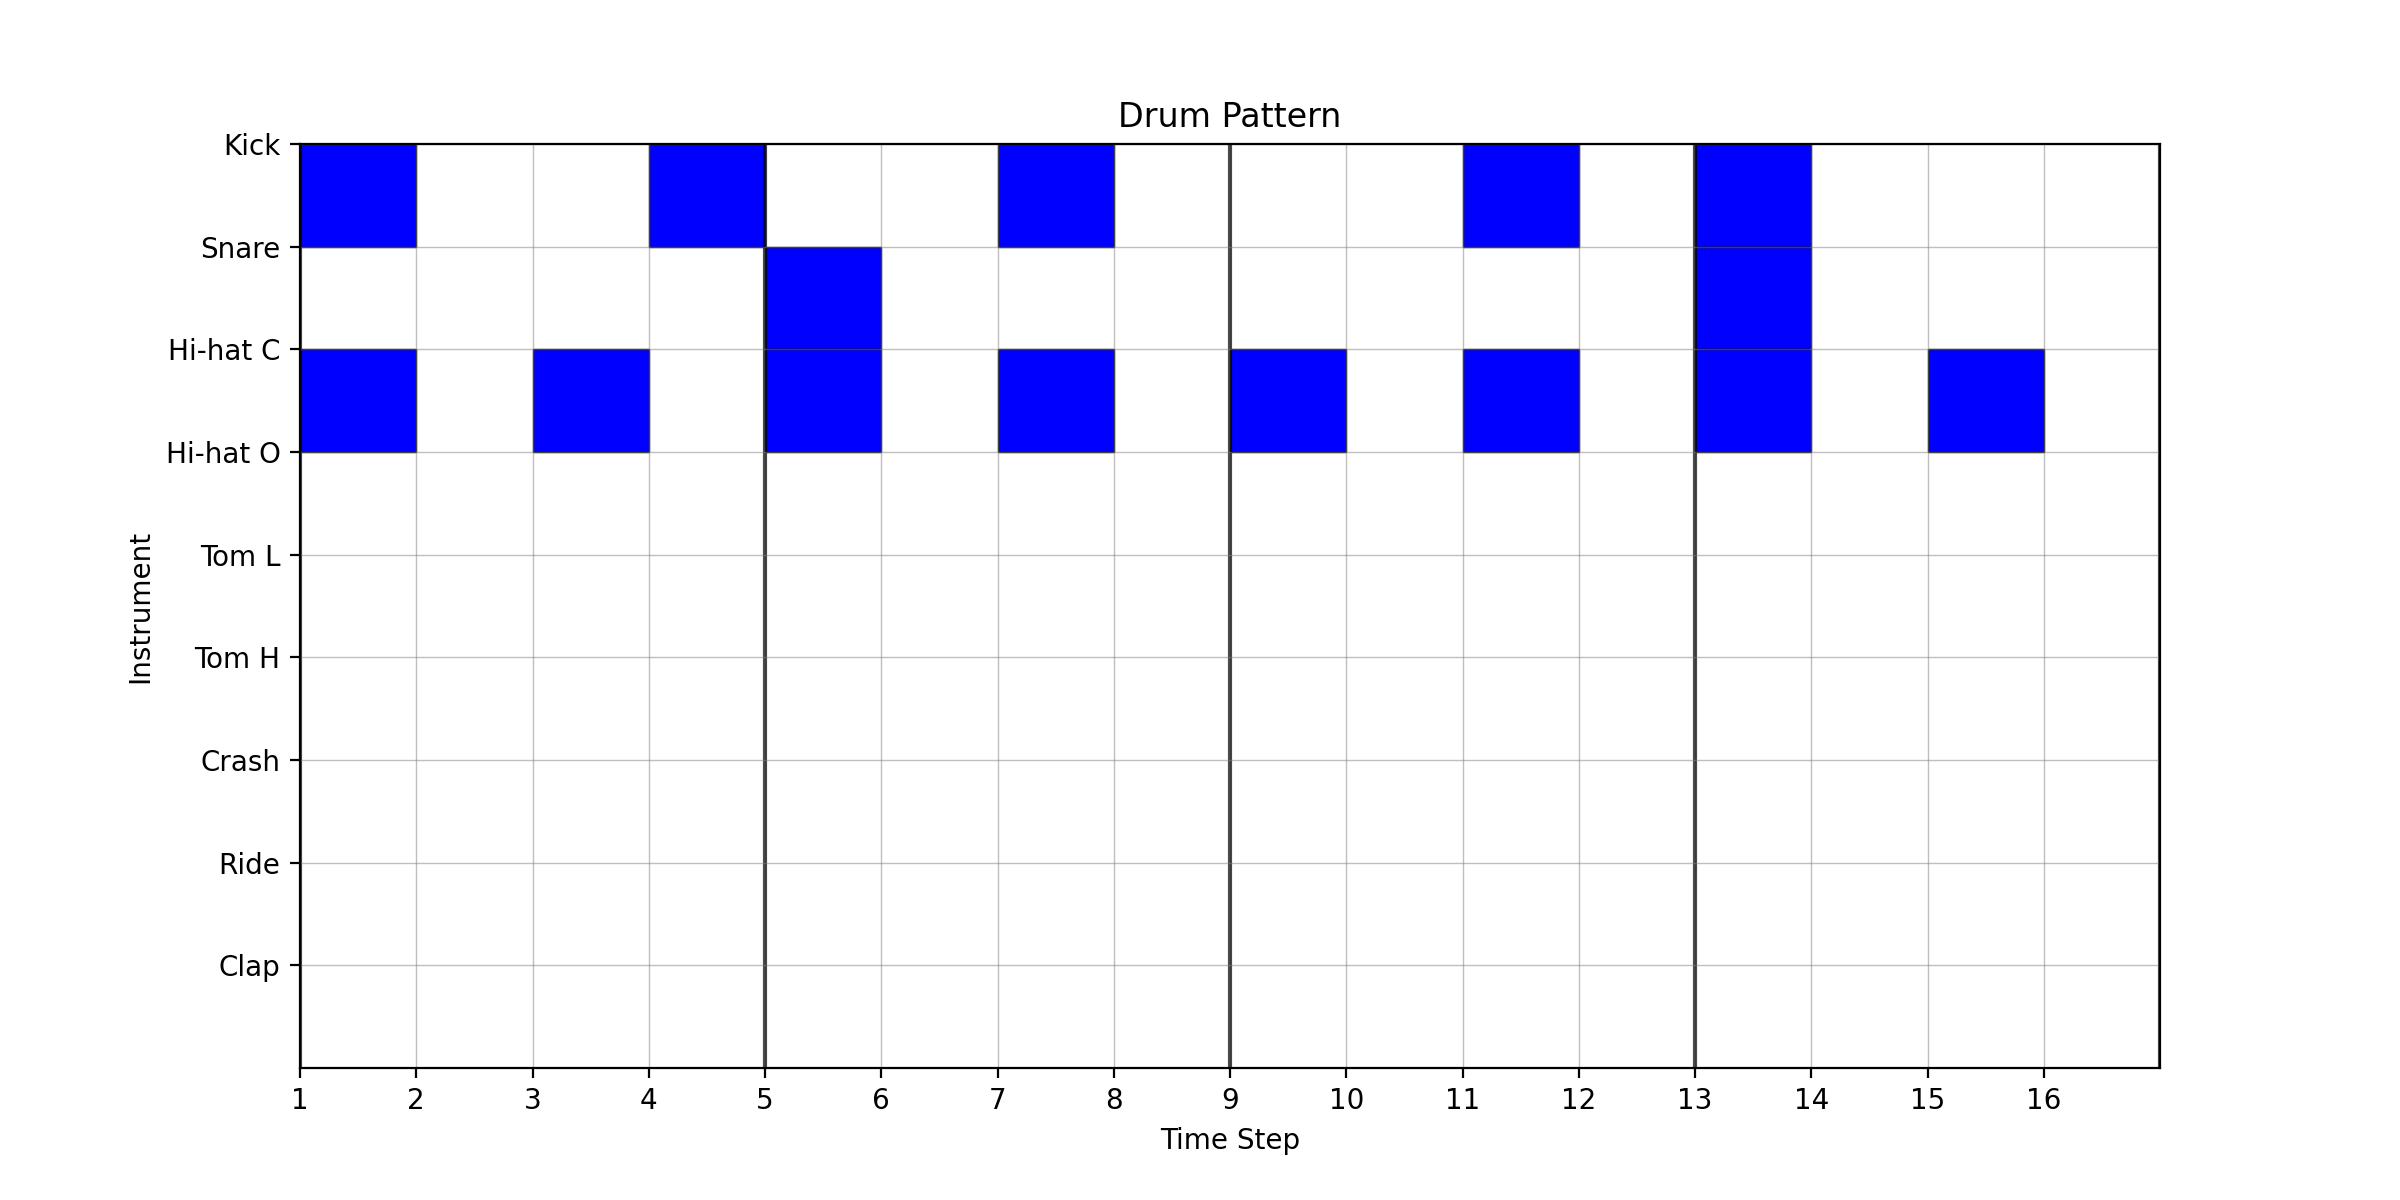 Drum Pattern
Kick
Snare
Hi-hat C
Hi-hat O
Tom L
Tom H
Crash
Ride
Clap
Instrument
1 2 3 4 5 6 7 8 9 10 11 12 13 14 15 16
Time Step